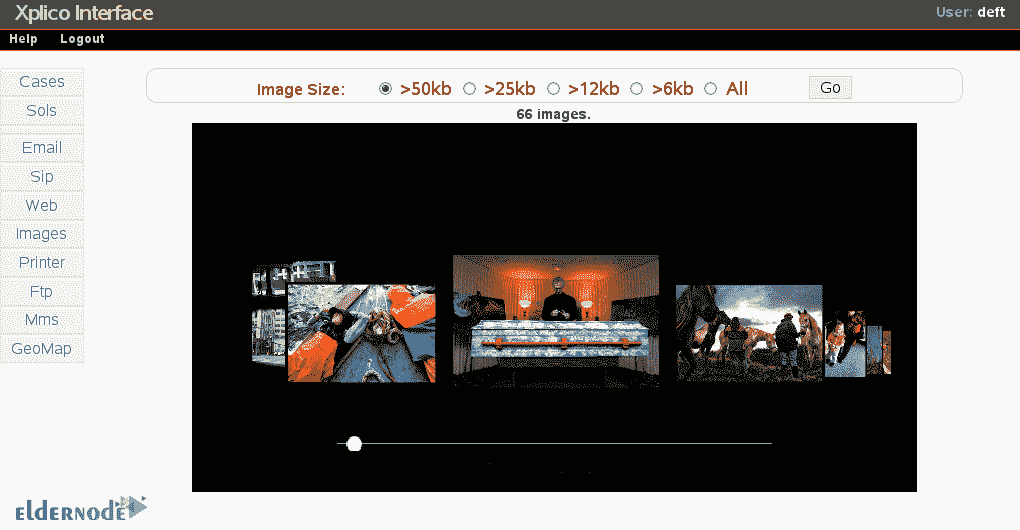 Xplico Interface
User: deft
Help Logout
Image Size: >50kb >25kb >12kb >6kb All Go
66 images.
Cases
Sols
Email
Sip
Web
Images
Printer
Ftp
Mms
GeoMap
ELDERNODE